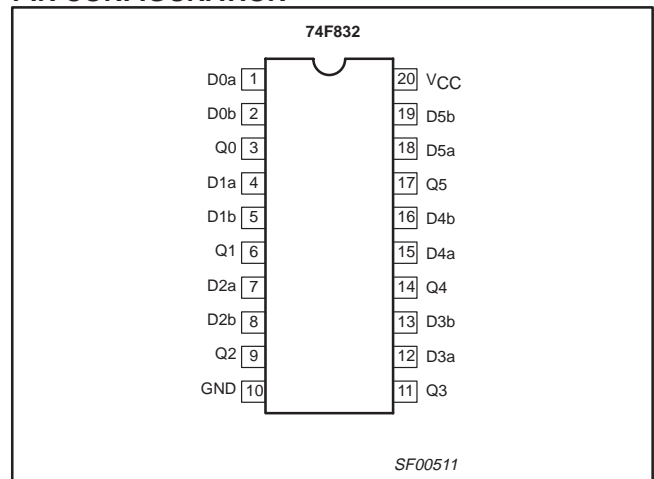 74F832
D0a 1 20 VCC
D0b 2 19 D5b
Q0 3 18 D5a
D1a 4 17 Q5
D1b 5 16 D4b
Q1 6 15 D4a
D2a 7 14 Q4
D2b 8 13 D3b
Q2 9 12 D3a
GND 10 11 Q3
SF00511